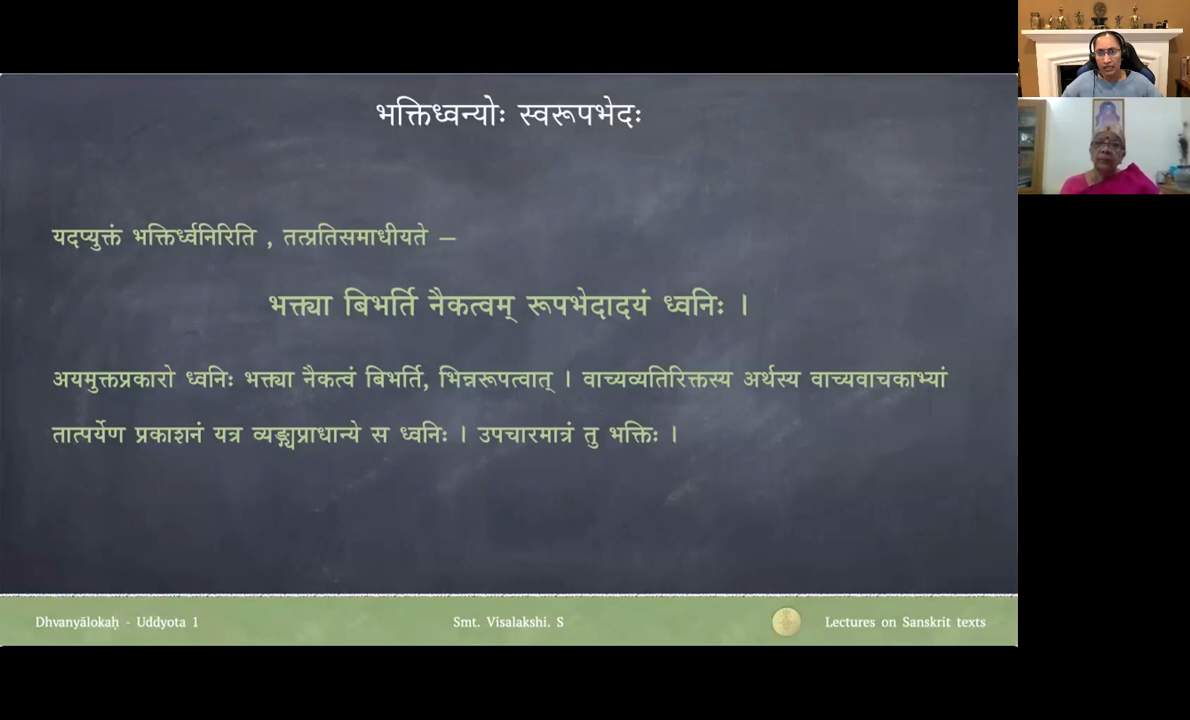 भक्तिध्वन्योः स्वरूपभेदः
यदप्युक्तं भक्तिर्ध्वनिरिति , तत्प्रतिसमाधीयते –
भक्त्या बिभर्ति नैकत्वम् रूपभेदादयं ध्वनिः ।
अयमुक्तप्रकारो ध्वनिः भक्त्या नैकत्वं बिभर्ति, भिन्नरूपत्वात् । वाच्यव्यतिरिक्तस्य अर्थस्य वाच्यवाचकाभ्यां
तात्पर्येण प्रकाशनं यत्र व्यङ्ग्यप्राधान्ये स ध्वनिः । उपचारमात्रं तु भक्तिः ।
Dhvanyālokaḥ - Uddyota 1 Smt. Visalakshi. S Lectures on Sanskrit texts